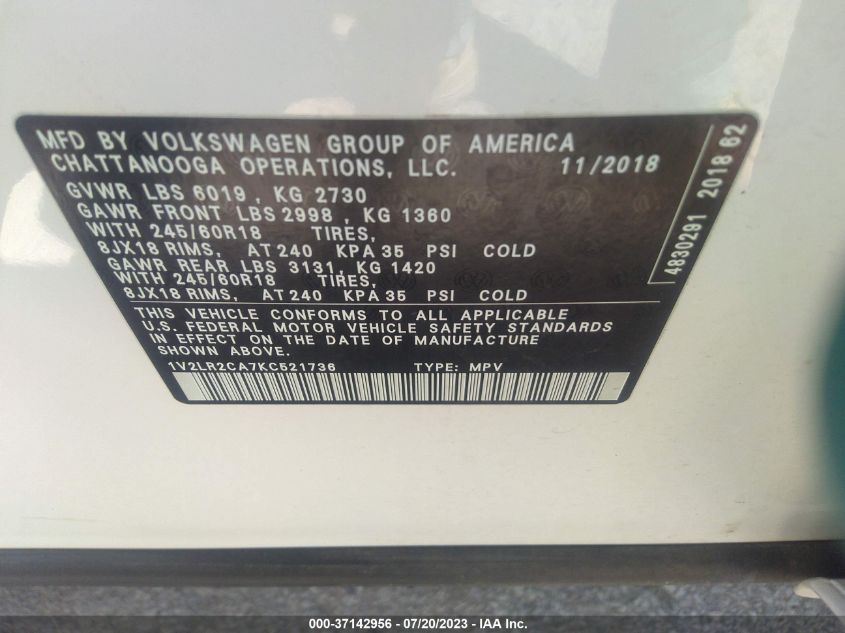 MFD BY VOLKSWAGEN GROUP OF AMERICA
CHATTANOOGA OPERATIONS, LLC. 11/2018
GVWR LBS 6019 , KG 2730
GAWR FRONT LBS 2998 , KG 1360
WITH 245/60R18 TIRES,
8JX18 RIMS, AT 240 KPA 35 PSI COLD
GAWR REAR LBS 3131, KG 1420
WITH 245/60R18 TIRES,
8JX18 RIMS, AT 240 KPA 35 PSI COLD
THIS VEHICLE CONFORMS TO ALL APPLICABLE
U.S. FEDERAL MOTOR VEHICLE SAFETY STANDARDS
IN EFFECT ON THE DATE OF MANUFACTURE
SHOWN ABOVE.
1V2LR2CA7KC521736 TYPE: MPV
4830291 2018 62
000-37142956 / 07/20/2023 / IAA Inc.